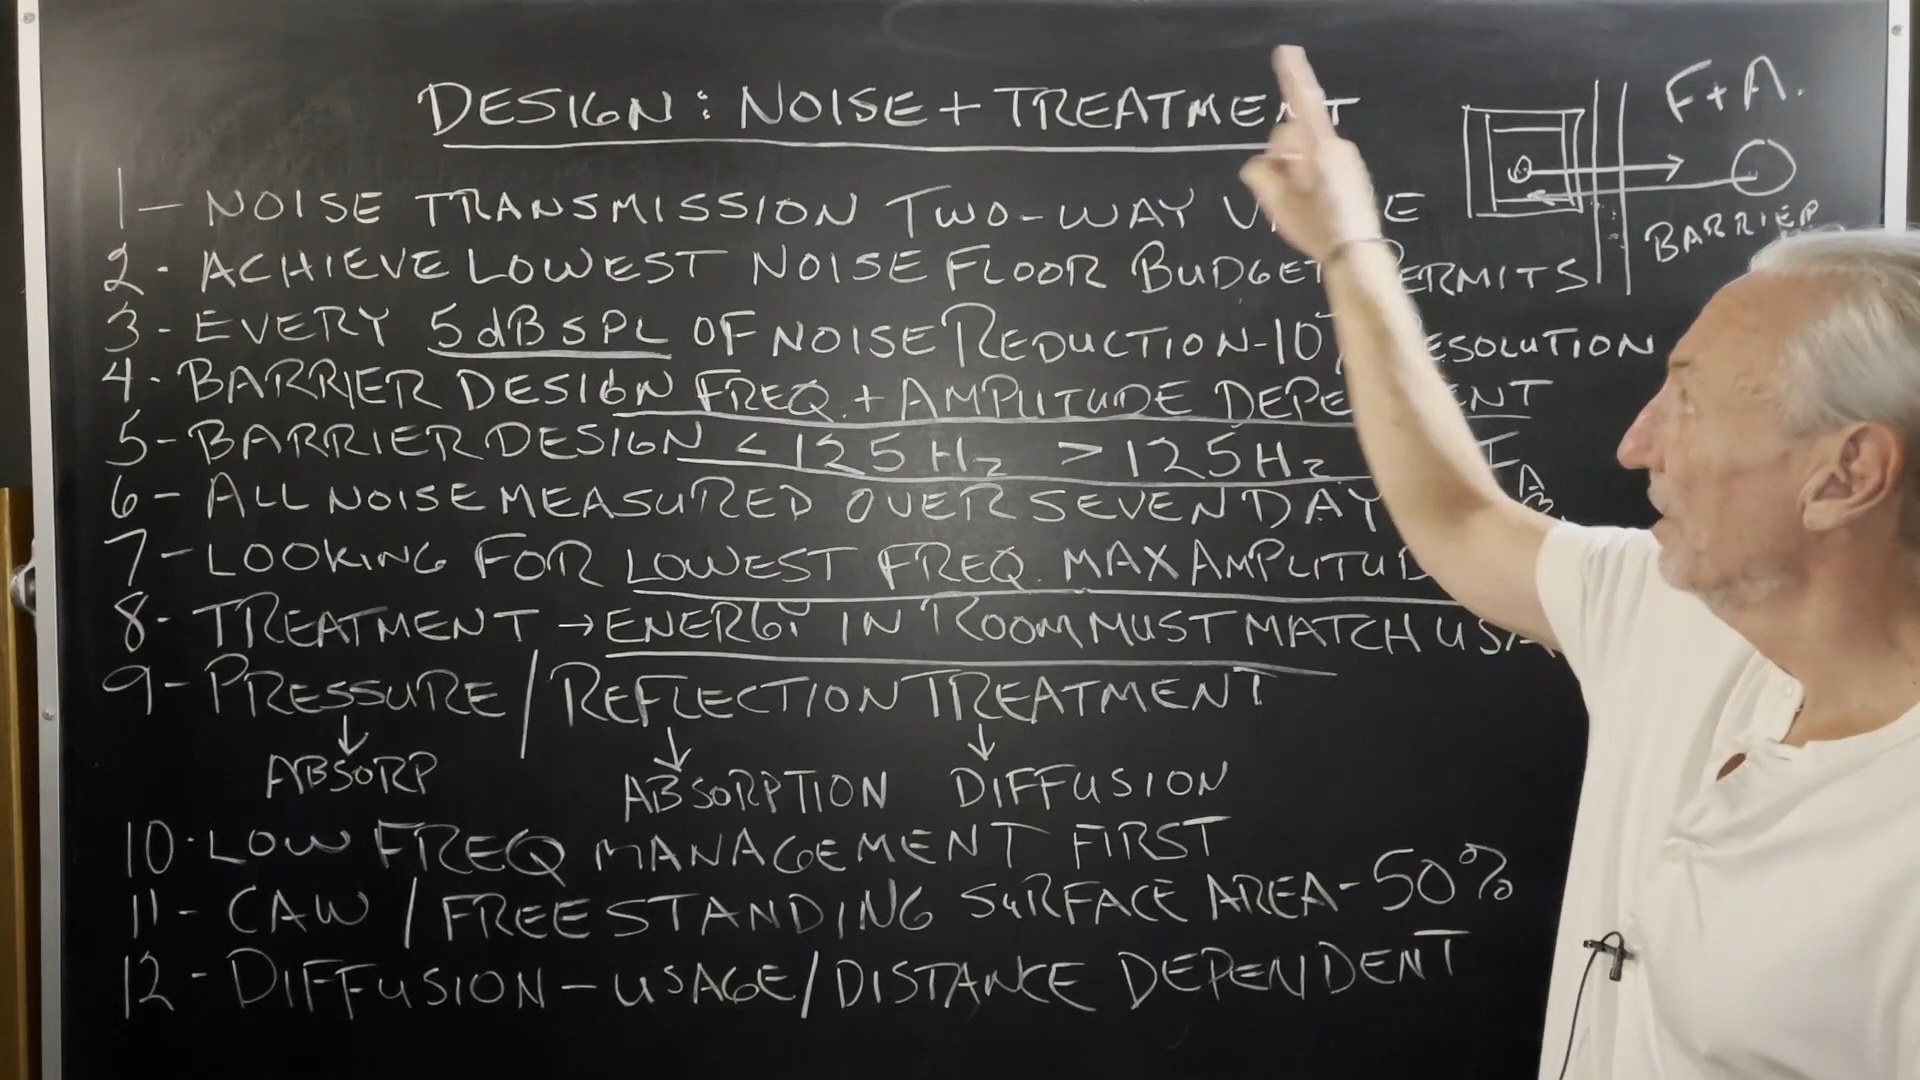 DESIGN: NOISE + TREATMENT
F + A.
BARRIER
1 - NOISE TRANSMISSION TWO-WAY
2 - ACHIEVE LOWEST NOISE FLOOR BUDGET PERMITS
3 - EVERY 5dB SPL OF NOISE REDUCTION - 10% RESOLUTION
4 - BARRIER DESIGN FREQ. + AMPLITUDE DEPENDENT
5 - BARRIER DESIGN < 125 Hz > 125 Hz
6 - ALL NOISE MEASURED OVER SEVEN DAY
7 - LOOKING FOR LOWEST FREQ. MAX AMPLITUD
8 - TREATMENT → ENERGY IN ROOM MUST MATCH USA
9 - PRESSURE / REFLECTION TREATMENT
ABSORP ABSORPTION DIFFUSION
10 - LOW FREQ MANAGEMENT FIRST
11 - CAW / FREESTANDING SURFACE AREA - 50%
12 - DIFFUSION - USAGE/DISTANCE DEPENDENT